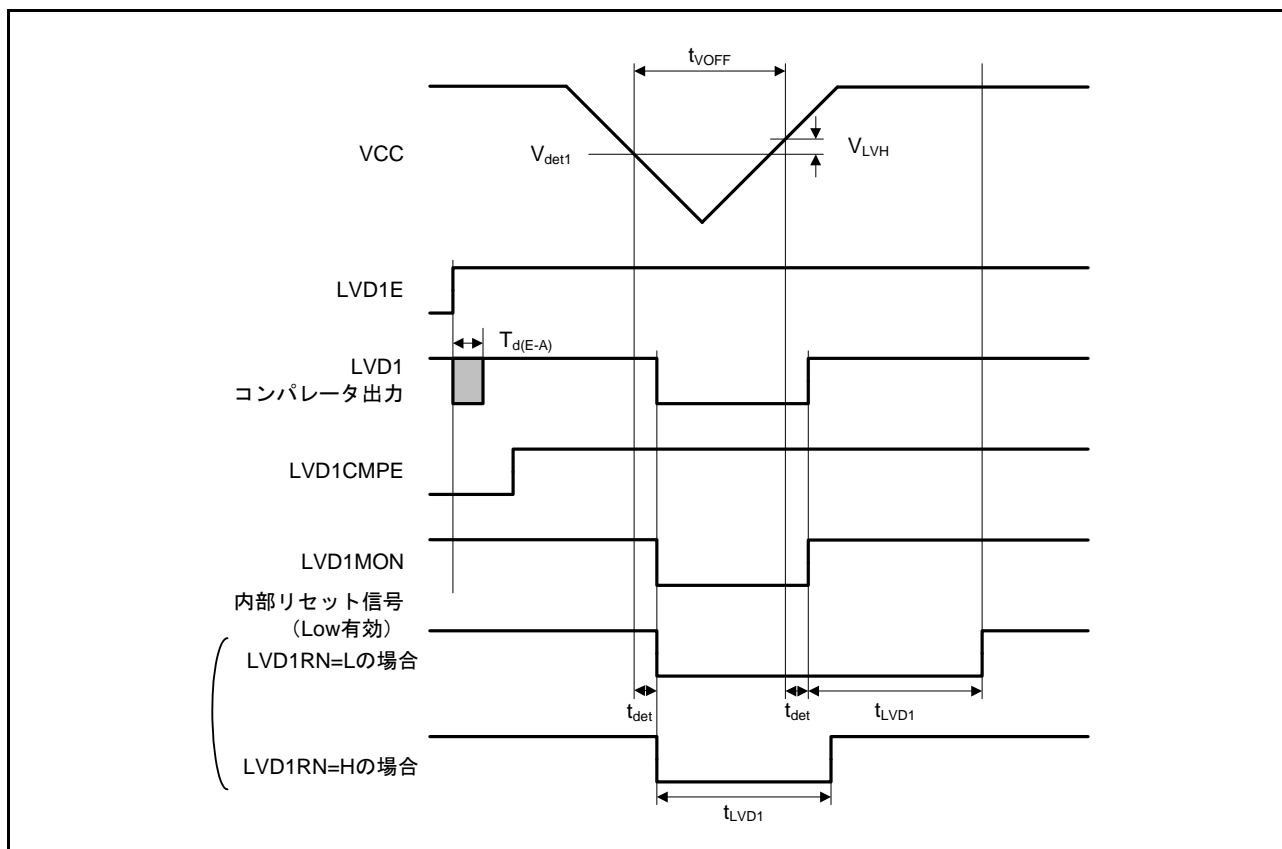 tVOFF
VCC
Vdet1
VLVH
LVD1E
Td(E-A)
LVD1
コンパレータ出力
LVD1CMPE
LVD1MON
内部リセット信号
（Low有効）
LVD1RN=Lの場合
tdet
tdet
tLVD1
LVD1RN=Hの場合
tLVD1